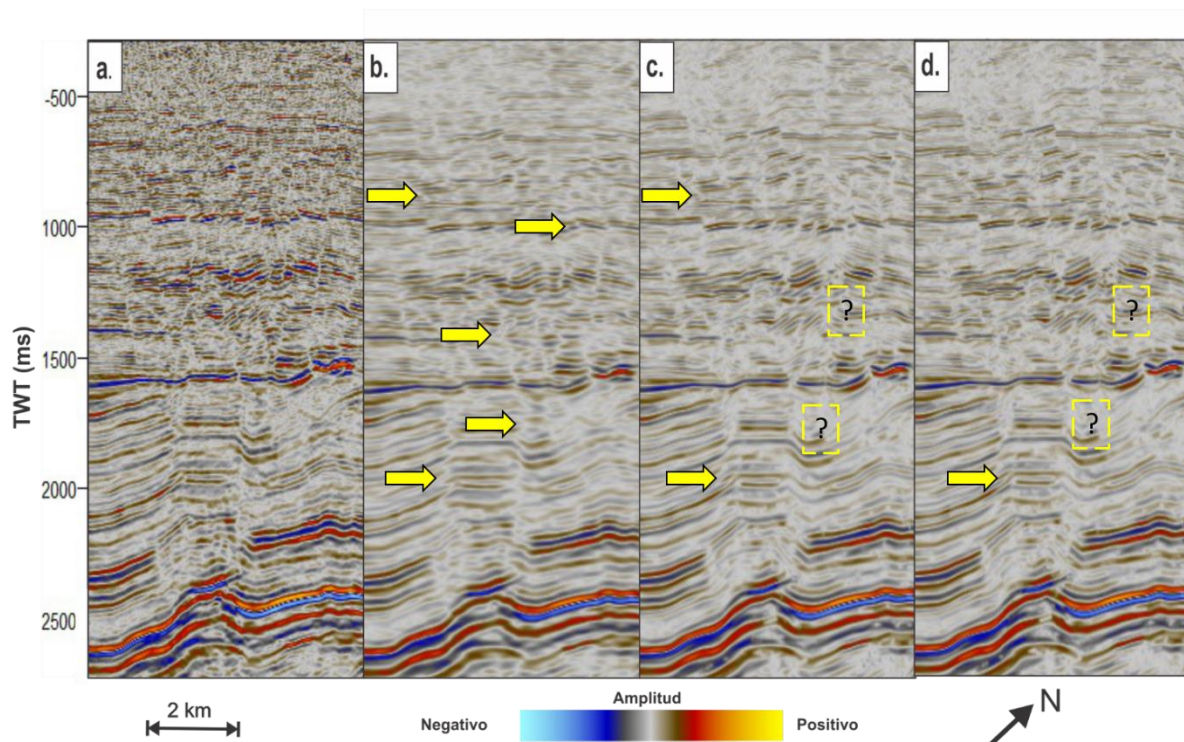 a.
b.
c.
d.
-500
1000
1500
2000
2500
TWT (ms)
?
?
?
?
2 km
Amplitud
Negativo
Positivo
N